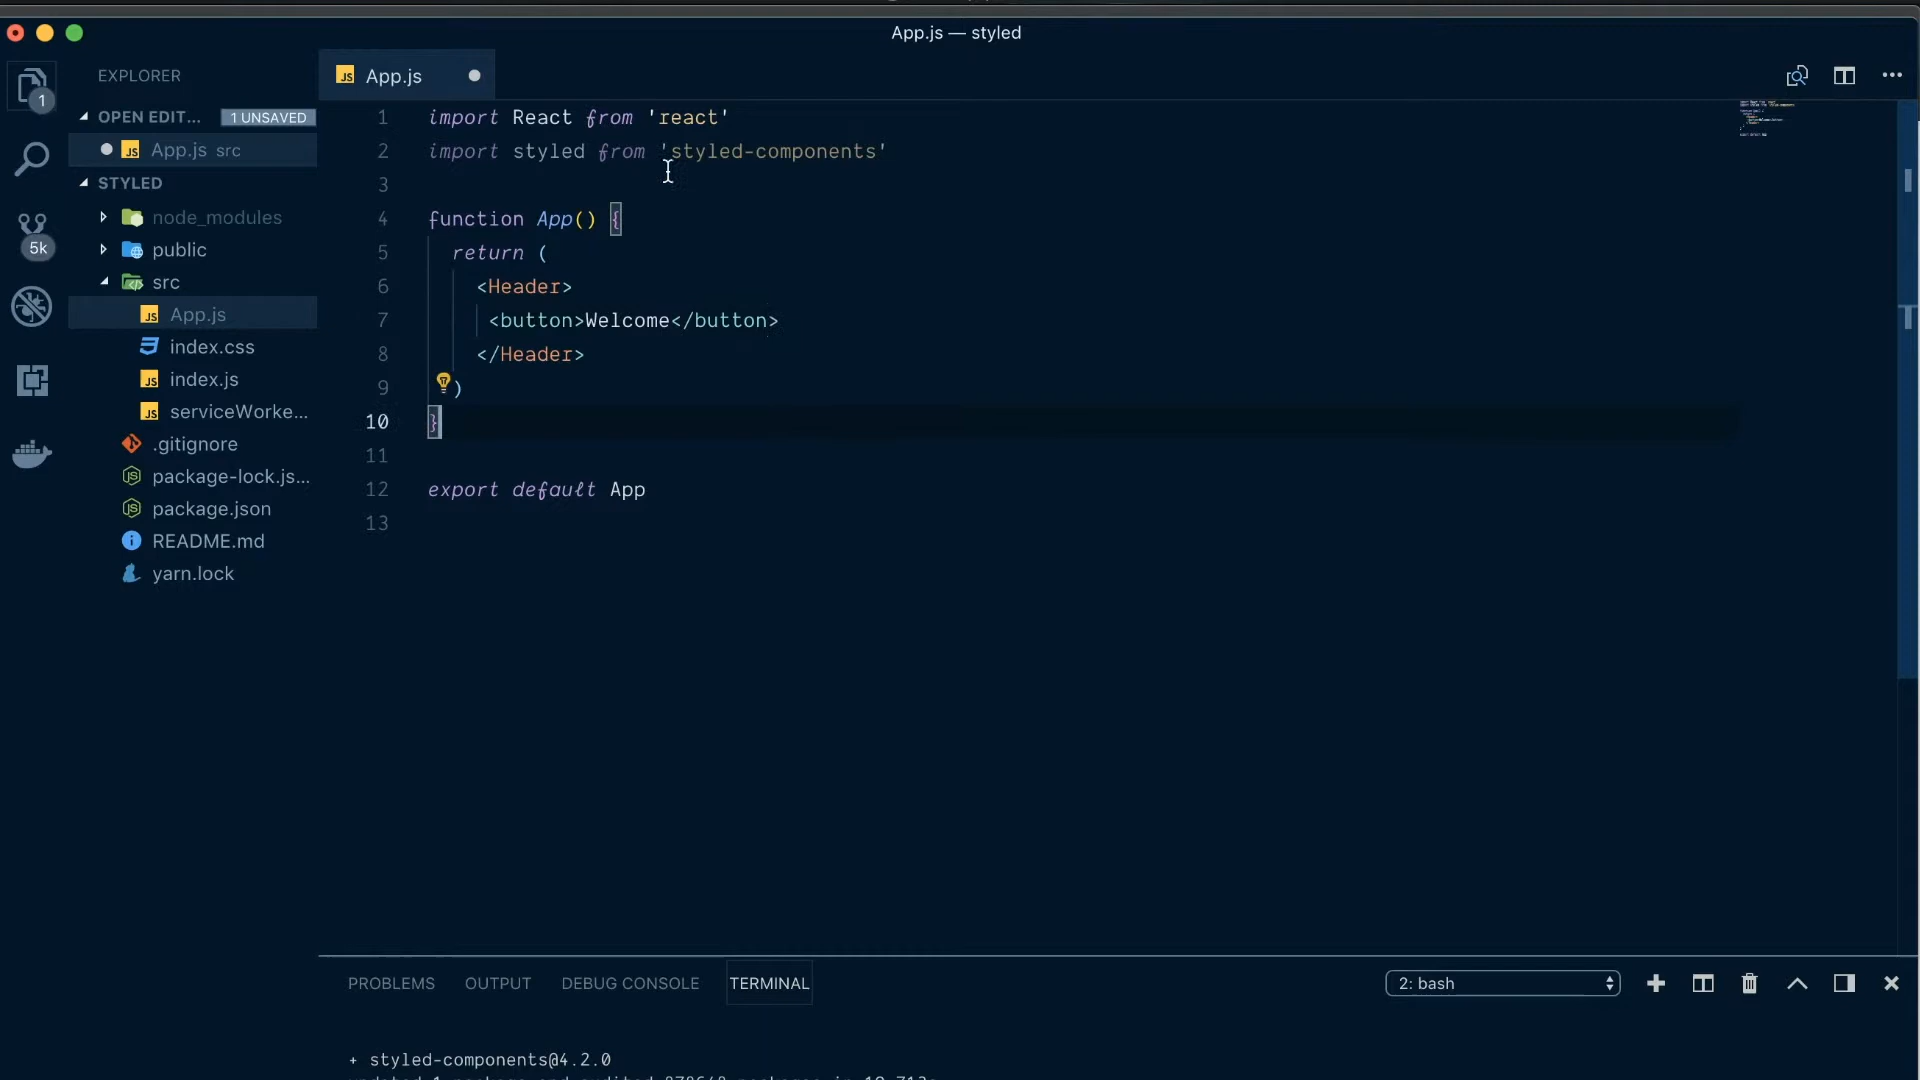 App.js — styled
EXPLORER
1
OPEN EDIT... 1 UNSAVED
App.js src
STYLED
node_modules
5k
public
src
App.js
index.css
index.js
serviceWorke...
.gitignore
package-lock.js...
package.json
README.md
yarn.lock
App.js
1 import React from 'react'
2 import styled from 'styled-components'
3
4 function App() {
5 return (
6 <Header>
7 <button>Welcome</button>
8 </Header>
9 )
10 }
11
12 export default App
13
PROBLEMS OUTPUT DEBUG CONSOLE TERMINAL 2: bash
+ styled-components@4.2.0